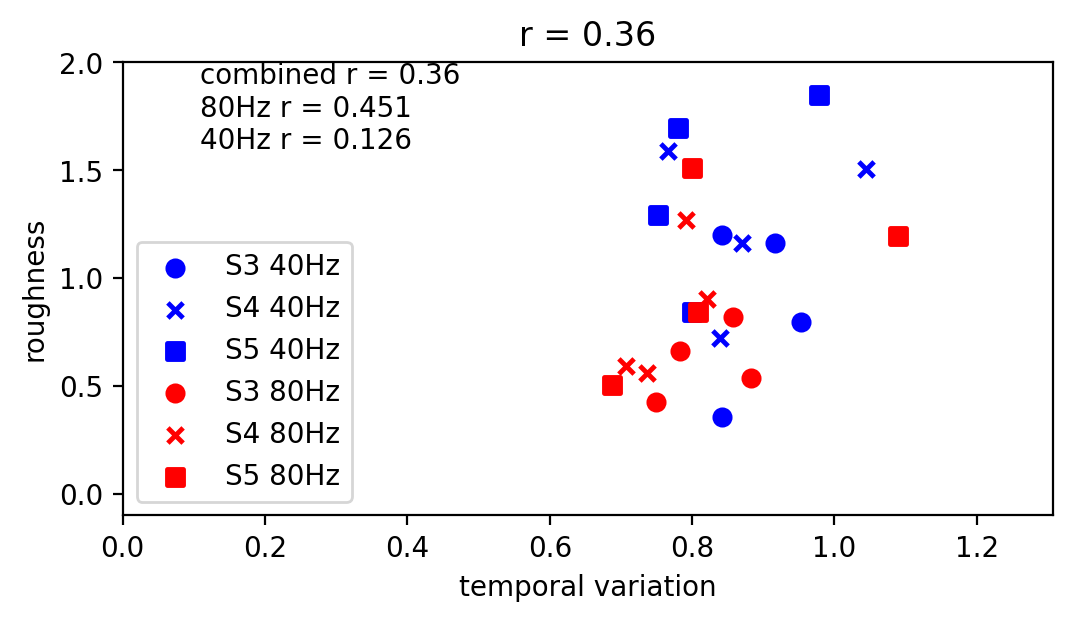 r = 0.36
combined r = 0.36
80Hz r = 0.451
40Hz r = 0.126
2.0
1.5
1.0
0.5
0.0
roughness
S3 40Hz
S4 40Hz
S5 40Hz
S3 80Hz
S4 80Hz
S5 80Hz
0.0 0.2 0.4 0.6 0.8 1.0 1.2
temporal variation